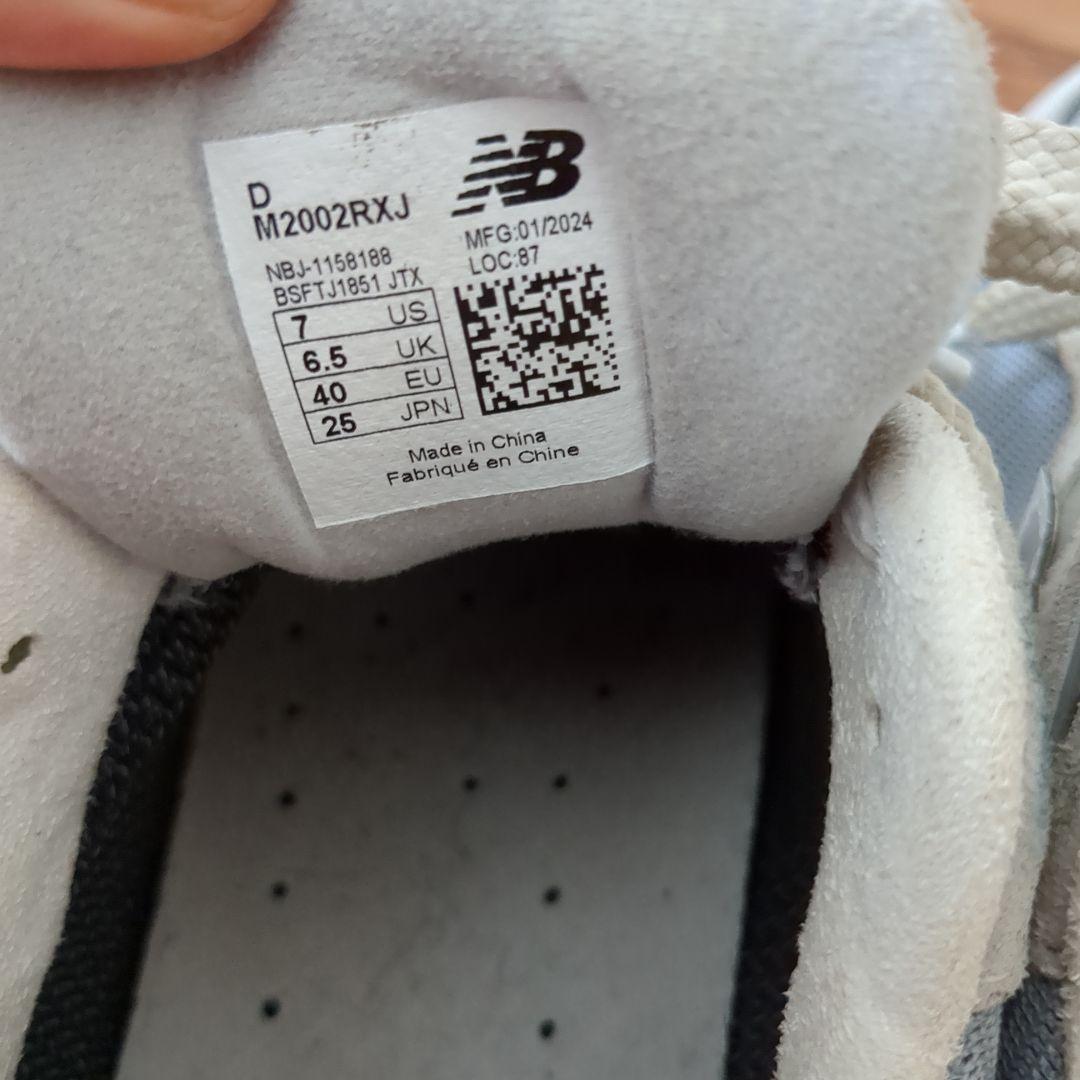 D
M2002RXJ
NB
MFG:01/2024
LOC:87
NBJ-1158188
BSFTJ1851 JTX
7 US
6.5 UK
40 EU
25 JPN
Made in China
Fabriqué en Chine